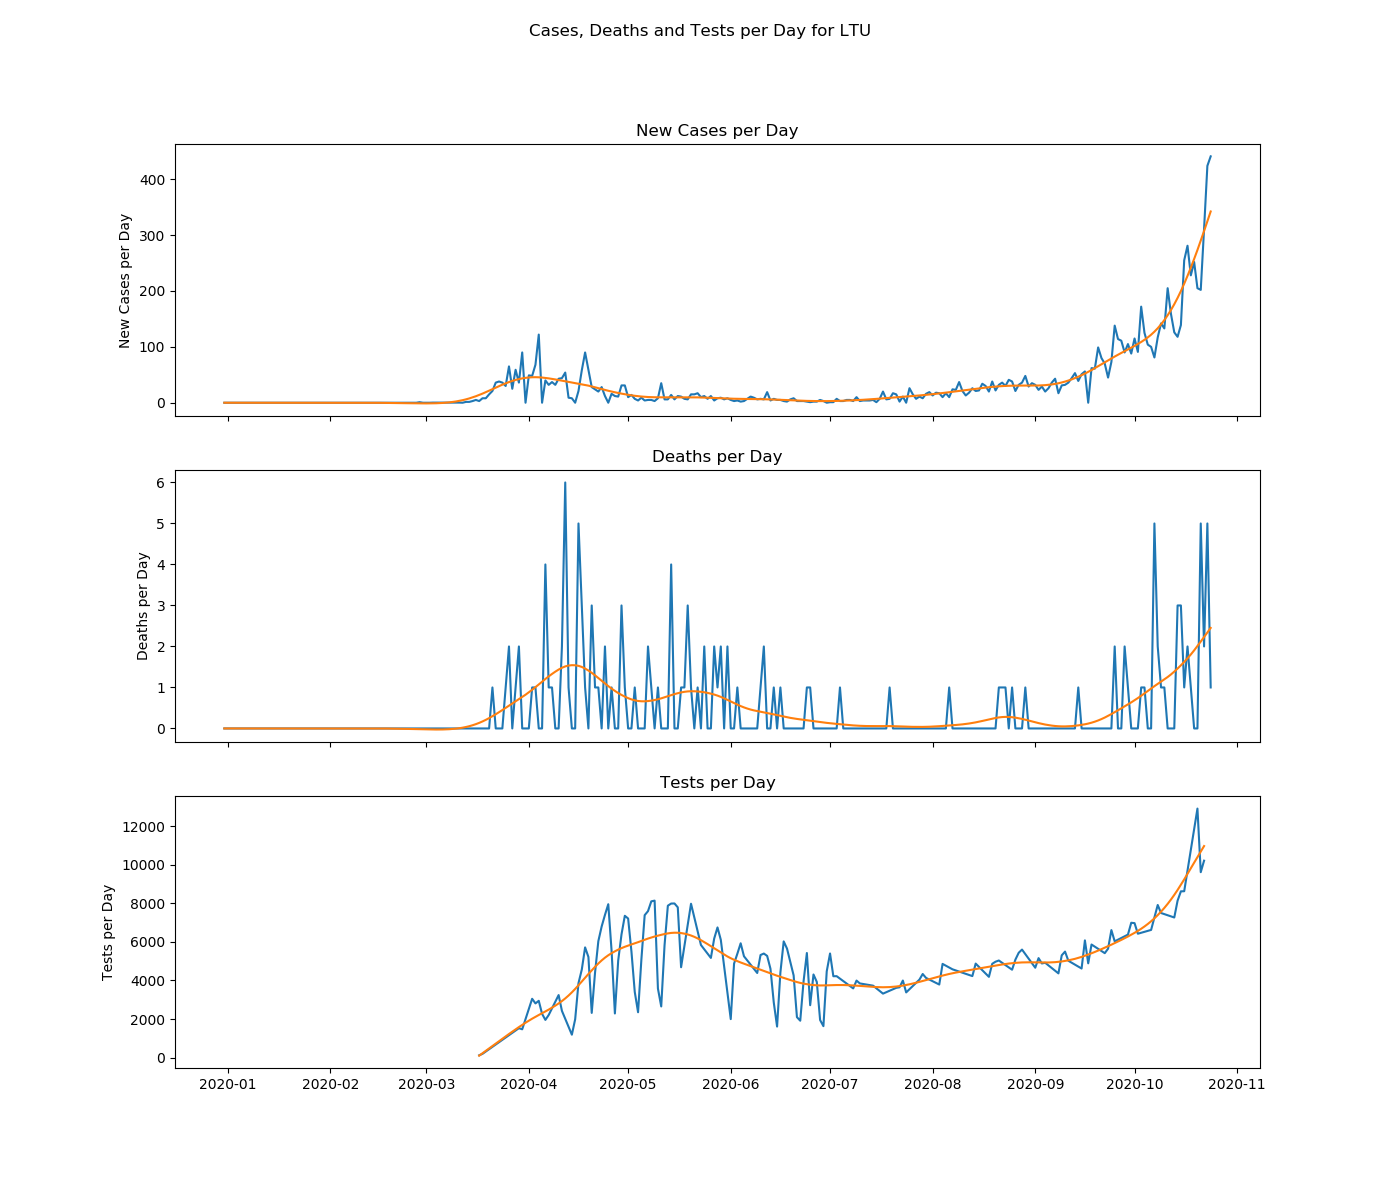 Cases, Deaths and Tests per Day for LTU
New Cases per Day
New Cases per Day
400
300
200
100
0
Deaths per Day
Deaths per Day
6
5
4
3
2
1
0
Tests per Day
Tests per Day
12000
10000
8000
6000
4000
2000
0
2020-01 2020-02 2020-03 2020-04 2020-05 2020-06 2020-07 2020-08 2020-09 2020-10 2020-11